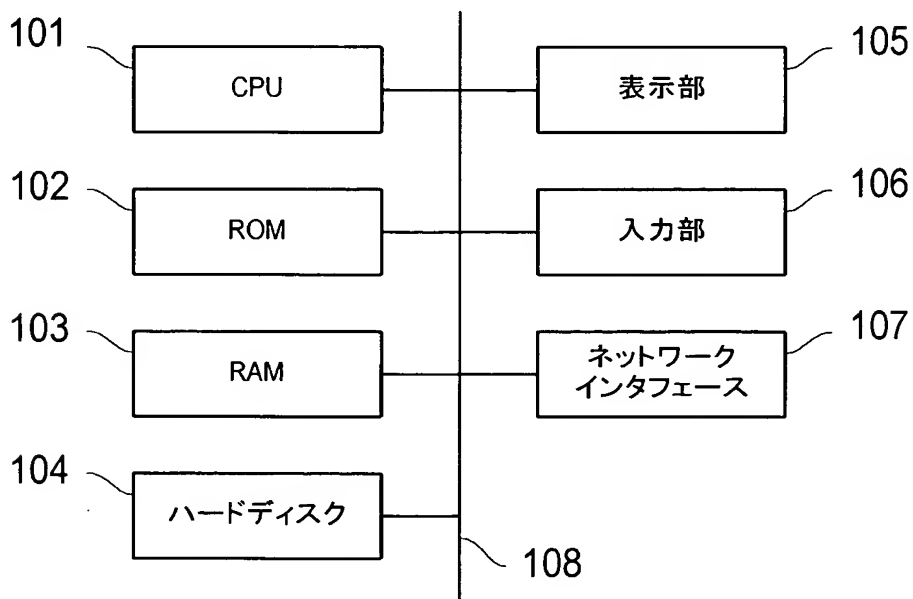 101
CPU
105
表示部
102
ROM
106
入力部
103
RAM
107
ネットワーク
インタフェース
104
ハードディスク
108